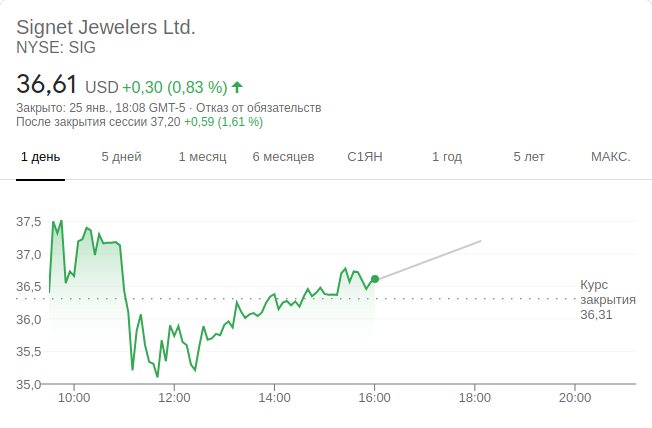 Signet Jewelers Ltd.
NYSE: SIG
36,61 USD +0,30 (0,83 %)
Закрыто: 25 янв., 18:08 GMT-5 · Отказ от обязательств
После закрытия сессии 37,20 +0,59 (1,61 %)
1 день 5 дней 1 месяц 6 месяцев С1ЯН 1 год 5 лет МАКС.
37,5
37,0
36,5
36,0
35,5
35,0
Курс
закрытия
36,31
10:00 12:00 14:00 16:00 18:00 20:00